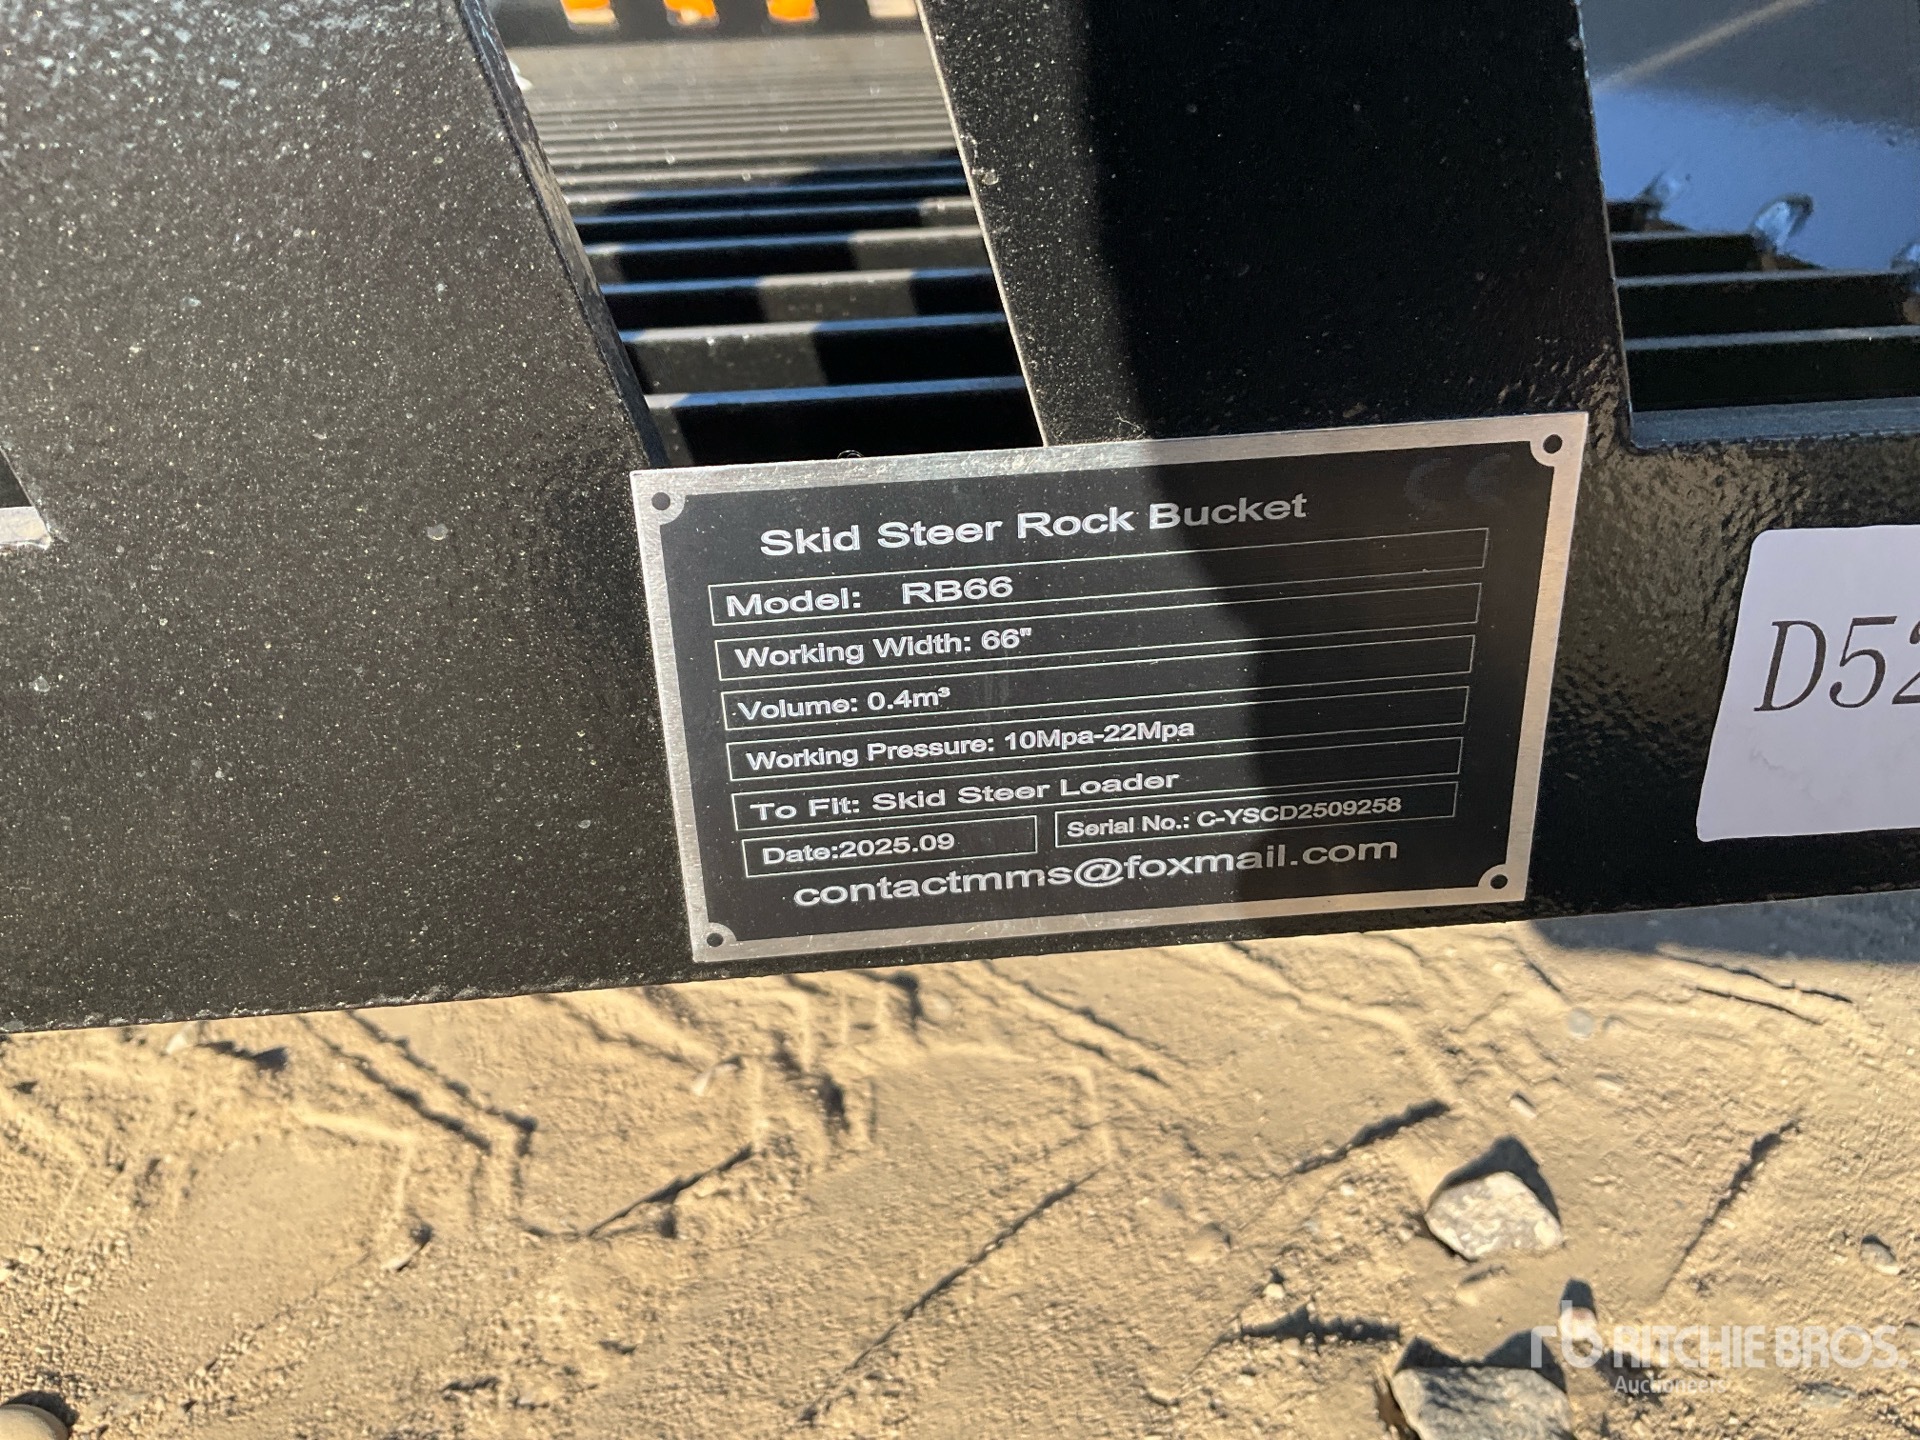 Skid Steer Rock Bucket
Model: RB66
Working Width: 66"
Volume: 0.4m³
Working Pressure: 10Mpa-22Mpa
To Fit: Skid Steer Loader
Date:2025.09 Serial No.: C-YSCD2509258
contactmms@foxmail.com
D52
rb RITCHIE BROS.
Auctioneers